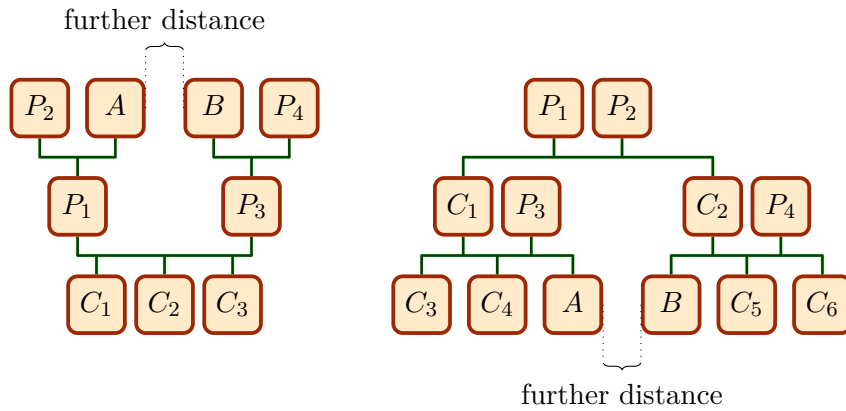 further distance
P2 A B P4
P1 P3
C1 C2 C3
P1 P2
C1 P3 C2 P4
C3 C4 A B C5 C6
further distance